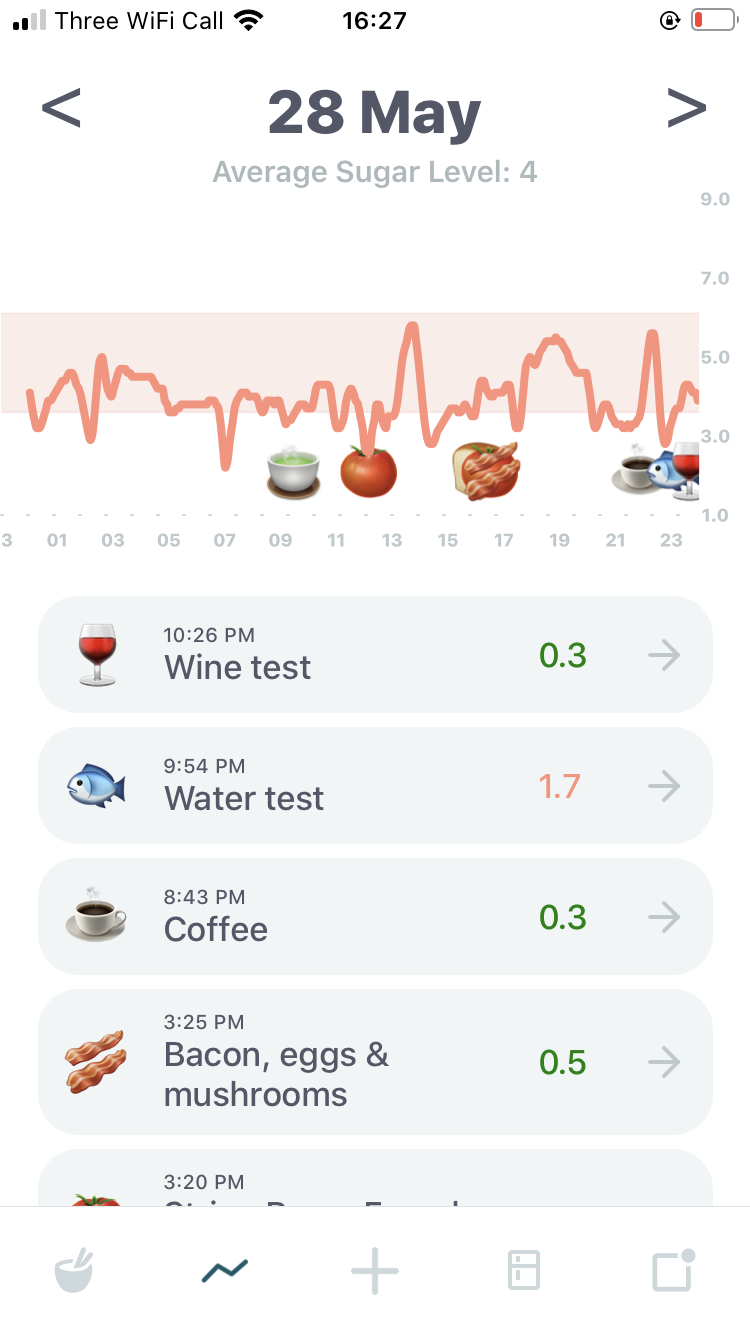 Three WiFi Call 16:27
< 28 May >
Average Sugar Level: 4
9.0
7.0
5.0
3.0
1.0
3 01 03 05 07 09 11 13 15 17 19 21 23
10:26 PM
Wine test
0.3
9:54 PM
Water test
1.7
8:43 PM
Coffee
0.3
3:25 PM
Bacon, eggs &
mushrooms
0.5
3:20 PM